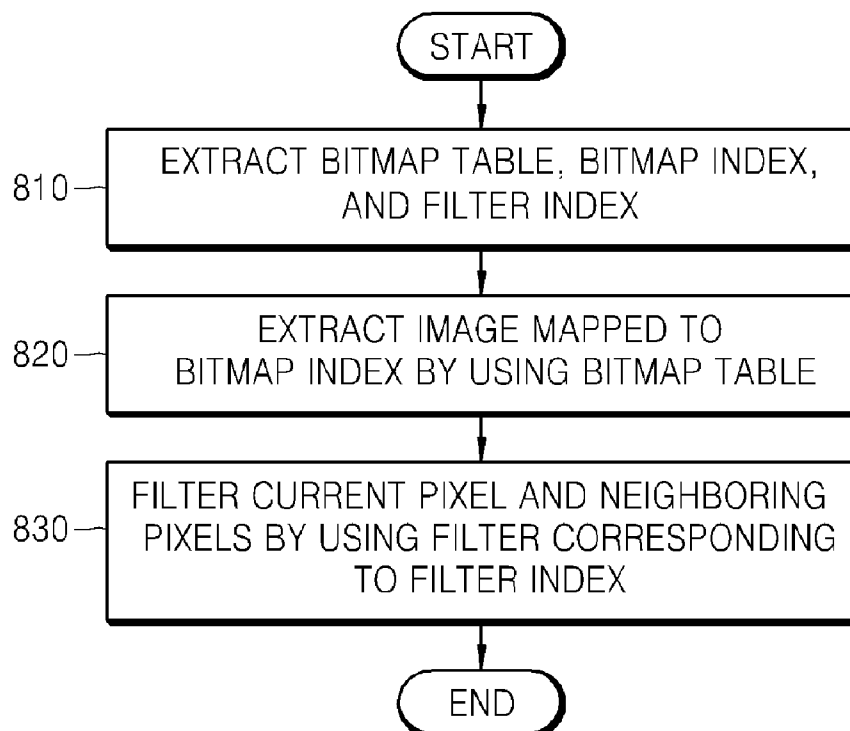 START
810
EXTRACT BITMAP TABLE, BITMAP INDEX,
AND FILTER INDEX
820
EXTRACT IMAGE MAPPED TO
BITMAP INDEX BY USING BITMAP TABLE
830
FILTER CURRENT PIXEL AND NEIGHBORING
PIXELS BY USING FILTER CORRESPONDING
TO FILTER INDEX
END